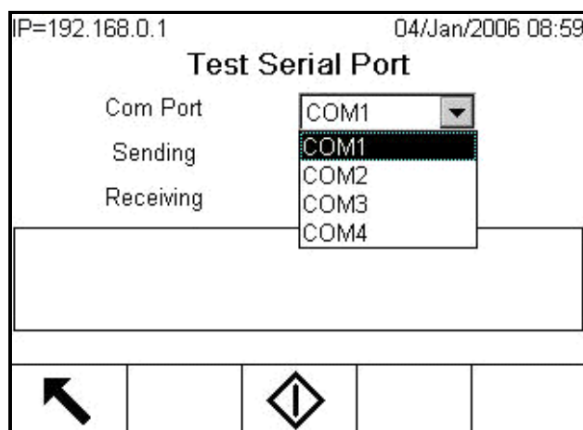 IP=192.168.0.1 04/Jan/2006 08:59
Test Serial Port
Com Port COM1
Sending COM1
COM2
Receiving COM3
COM4